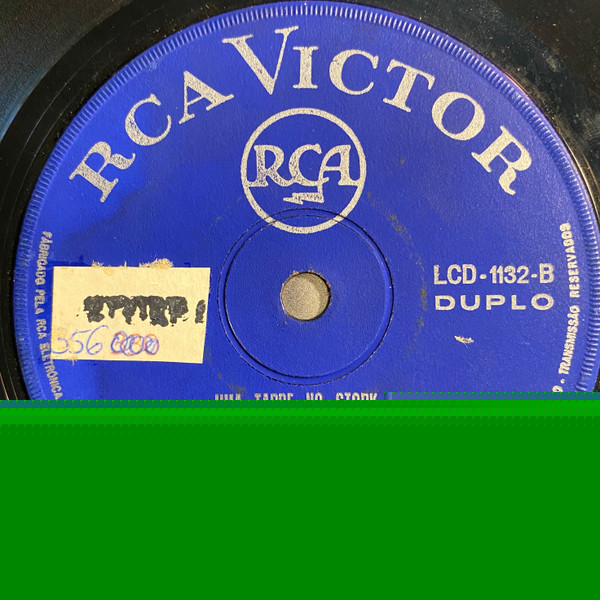 RCA VICTOR
RCA
LCD-1132-B
DUPLO
356
FABRICADO PELA RCA ELETRÔNICA
TRANSMISSÃO RESERVADOS
UMA TARDE NO STORK